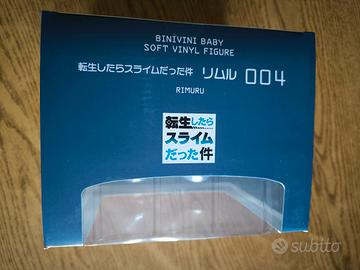 BINIVINI BABY
SOFT VINYL FIGURE
転生したらスライムだった件 リムル 004
RIMURU
転生したら
スライム
だった件
subito